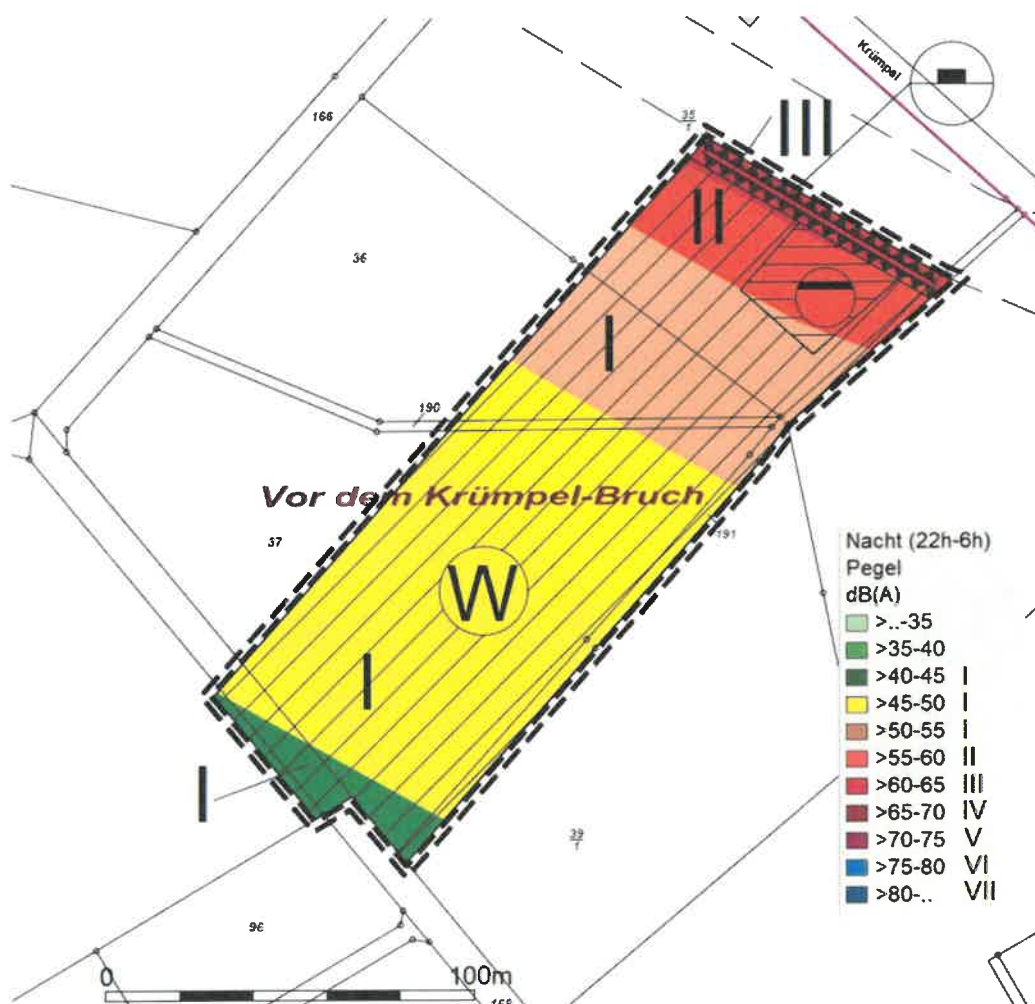 Krümpel
166
35
1
III
II
36
I
190
Vor dem Krümpel-Bruch
37
191
W
I
I
39
1
96
0 100m
168
Nacht (22h-6h)
Pegel
dB(A)
>..-35
>35-40
>40-45 I
>45-50 I
>50-55 I
>55-60 II
>60-65 III
>65-70 IV
>70-75 V
>75-80 VI
>80-.. VII